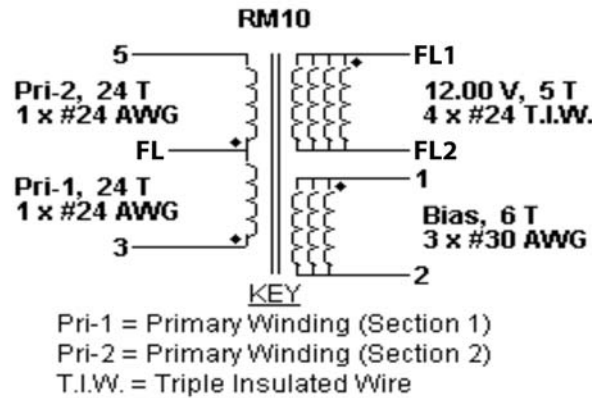 RM10
5
Pri-2, 24 T
1 x #24 AWG
FL
Pri-1, 24 T
1 x #24 AWG
3
FL1
12.00 V, 5 T
4 x #24 T.I.W.
FL2
1
Bias, 6 T
3 x #30 AWG
2
KEY
Pri-1 = Primary Winding (Section 1)
Pri-2 = Primary Winding (Section 2)
T.I.W. = Triple Insulated Wire